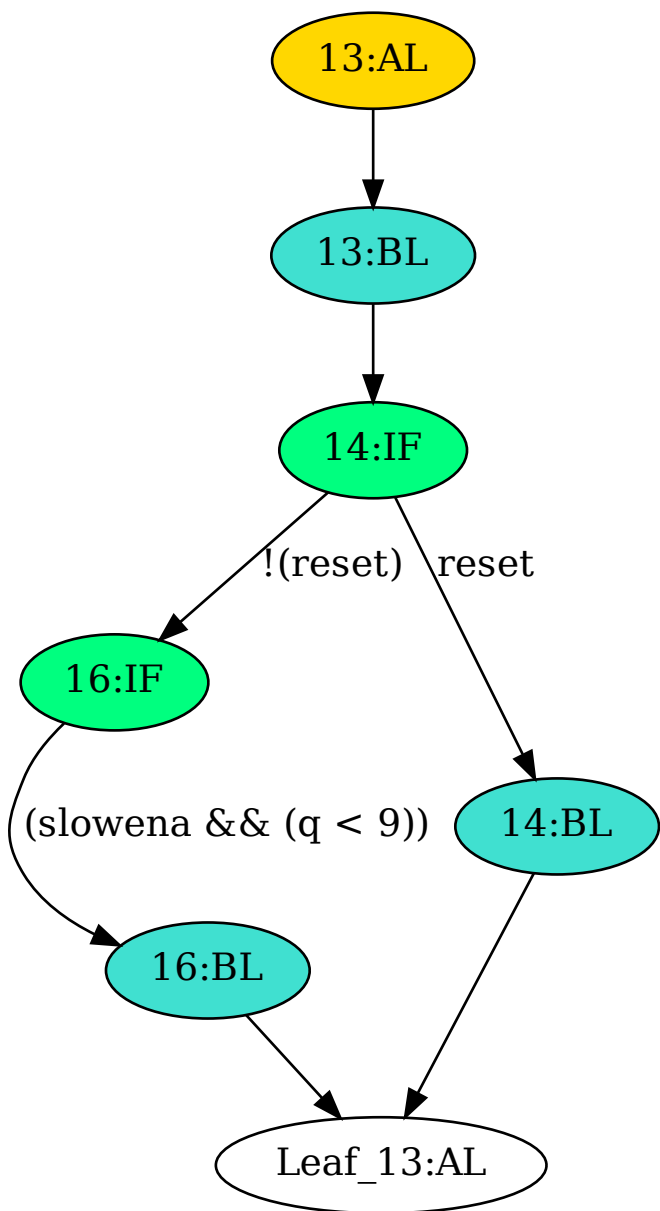 13:AL
13:BL
14:IF
!(reset)
reset
16:IF
(slowena && (q < 9))
14:BL
16:BL
Leaf_13:AL